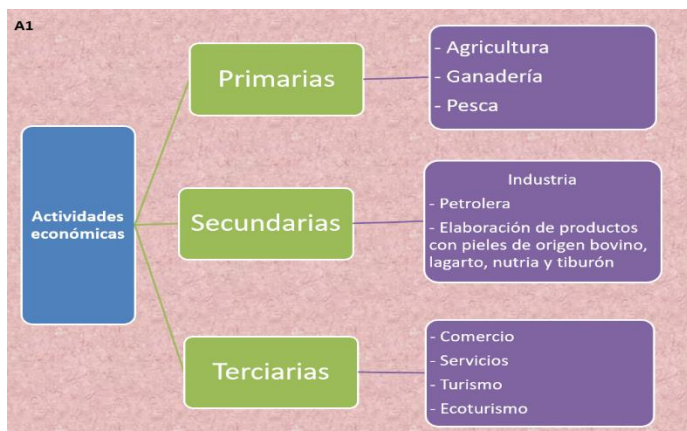 A1
Actividades
económicas
Primarias
- Agricultura
- Ganadería
- Pesca
Secundarias
Industria
- Petrolera
- Elaboración de productos
con pieles de origen bovino,
lagarto, nutria y tiburón
Terciarias
- Comercio
- Servicios
- Turismo
- Ecoturismo